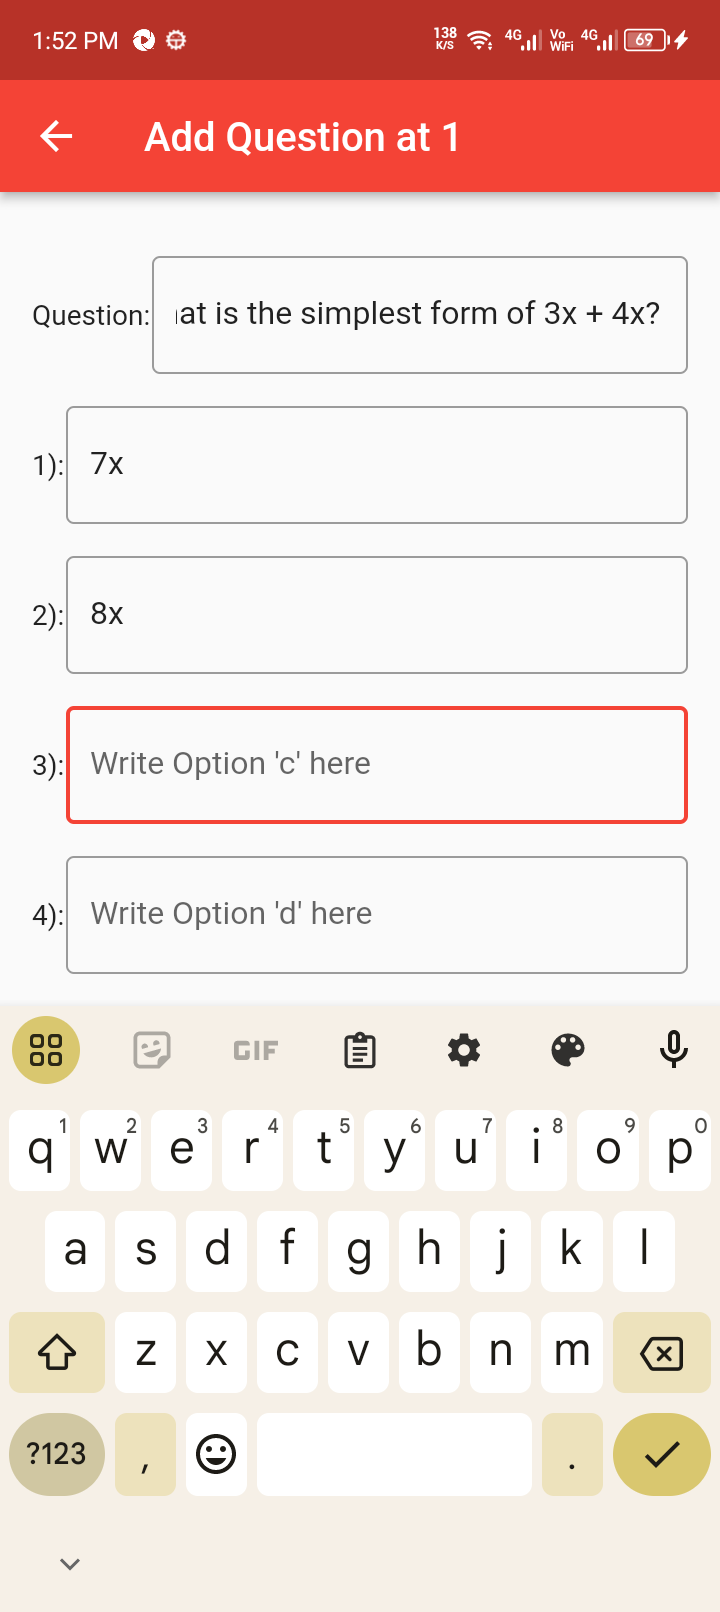 1:52 PM 138 K/S 4G Vo WiFi 4G 69
Add Question at 1
Question: at is the simplest form of 3x + 4x?
1): 7x
2): 8x
3): Write Option 'c' here
4): Write Option 'd' here
GIF
q 1 w 2 e 3 r 4 t 5 y 6 u 7 i 8 o 9 p 0
a s d f g h j k l
z x c v b n m
?123 , .